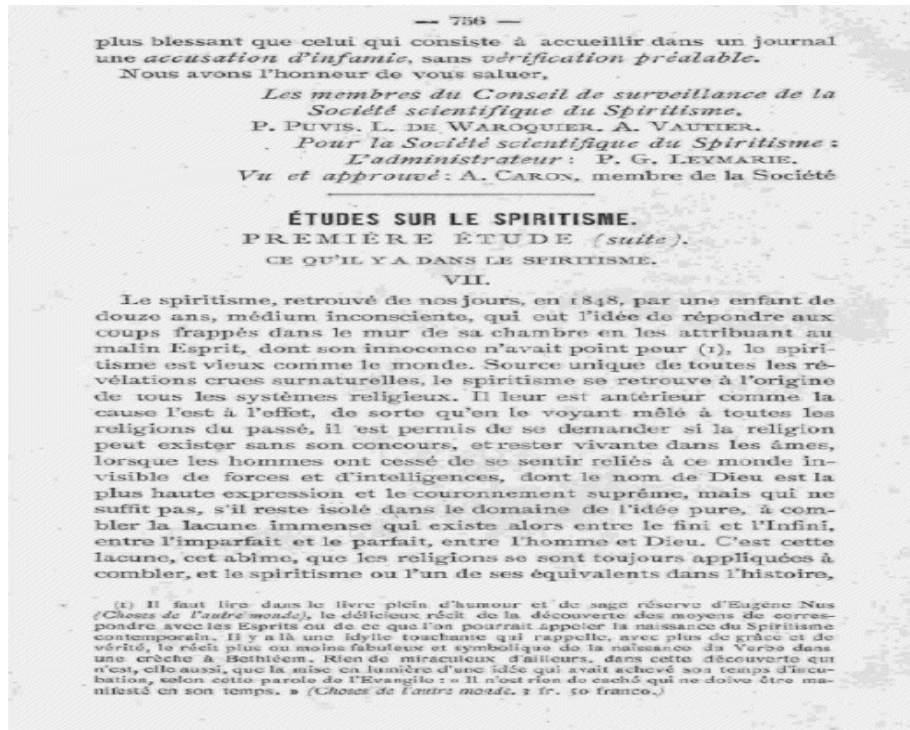 — 756 —
plus blessant que celui qui consiste à accueillir dans un journal
une accusation d'infamie, sans vérification préalable.
Nous avons l'honneur de vous saluer,
Les membres du Conseil de surveillance de la
Société scientifique du Spiritisme,
P. PUVIS. L. DE WAROQUIER. A. VAUTIER.
Pour la Société scientifique du Spiritisme :
L'administrateur : P. G. LEYMARIE.
Vu et approuvé : A. CARON, membre de la Société
ÉTUDES SUR LE SPIRITISME.
PREMIÈRE ÉTUDE (suite).
CE QU'IL Y A DANS LE SPIRITISME.
VII.
Le spiritisme, retrouvé de nos jours, en 1848, par une enfant de
douze ans, médium inconsciente, qui eut l'idée de répondre aux
coups frappés dans le mur de sa chambre en les attribuant au
malin Esprit, dont son innocence n'avait point peur (1), le spiri-
tisme est vieux comme le monde. Source unique de toutes les ré-
vélations crues surnaturelles, le spiritisme se retrouve à l'origine
de tous les systèmes religieux. Il leur est antérieur comme la
cause l'est à l'effet, de sorte qu'en le voyant mêlé à toutes les
religions du passé, il est permis de se demander si la religion
peut exister sans son concours, et rester vivante dans les âmes,
lorsque les hommes ont cessé de se sentir reliés à ce monde in-
visible de forces et d'intelligences, dont le nom de Dieu est la
plus haute expression et le couronnement suprême, mais qui ne
suffit pas, s'il reste isolé dans le domaine de l'idée pure, à com-
bler la lacune immense qui existe alors entre le fini et l'Infini,
entre l'imparfait et le parfait, entre l'homme et Dieu. C'est cette
lacune, cet abîme, que les religions se sont toujours appliquées à
combler, et le spiritisme ou l'un de ses équivalents dans l'histoire,
(1) Il faut lire dans le livre plein d'humour et de sage réserve d'Eugène Nus
(Choses de l'autre monde), le délicieux récit de la découverte des moyens de corres-
pondre avec les Esprits ou de ce que l'on pourrait appeler la naissance du Spiritisme
contemporain. Il y a là une idylle touchante qui rappelle, avec plus de grâce et de
vérité, le récit plus ou moins fabuleux et symbolique de la naissance du Verbe dans
une crèche à Bethléem. Rien de miraculeux d'ailleurs, dans cette découverte qui
n'est, elle aussi, que la mise en lumière d'une idée qui avait achevé son temps d'incu-
bation, selon cette parole de l'Evangile : « Il n'est rien de caché qui ne doive être ma-
nifesté en son temps. » (Choses de l'autre monde. 3 fr. 50 franco.)